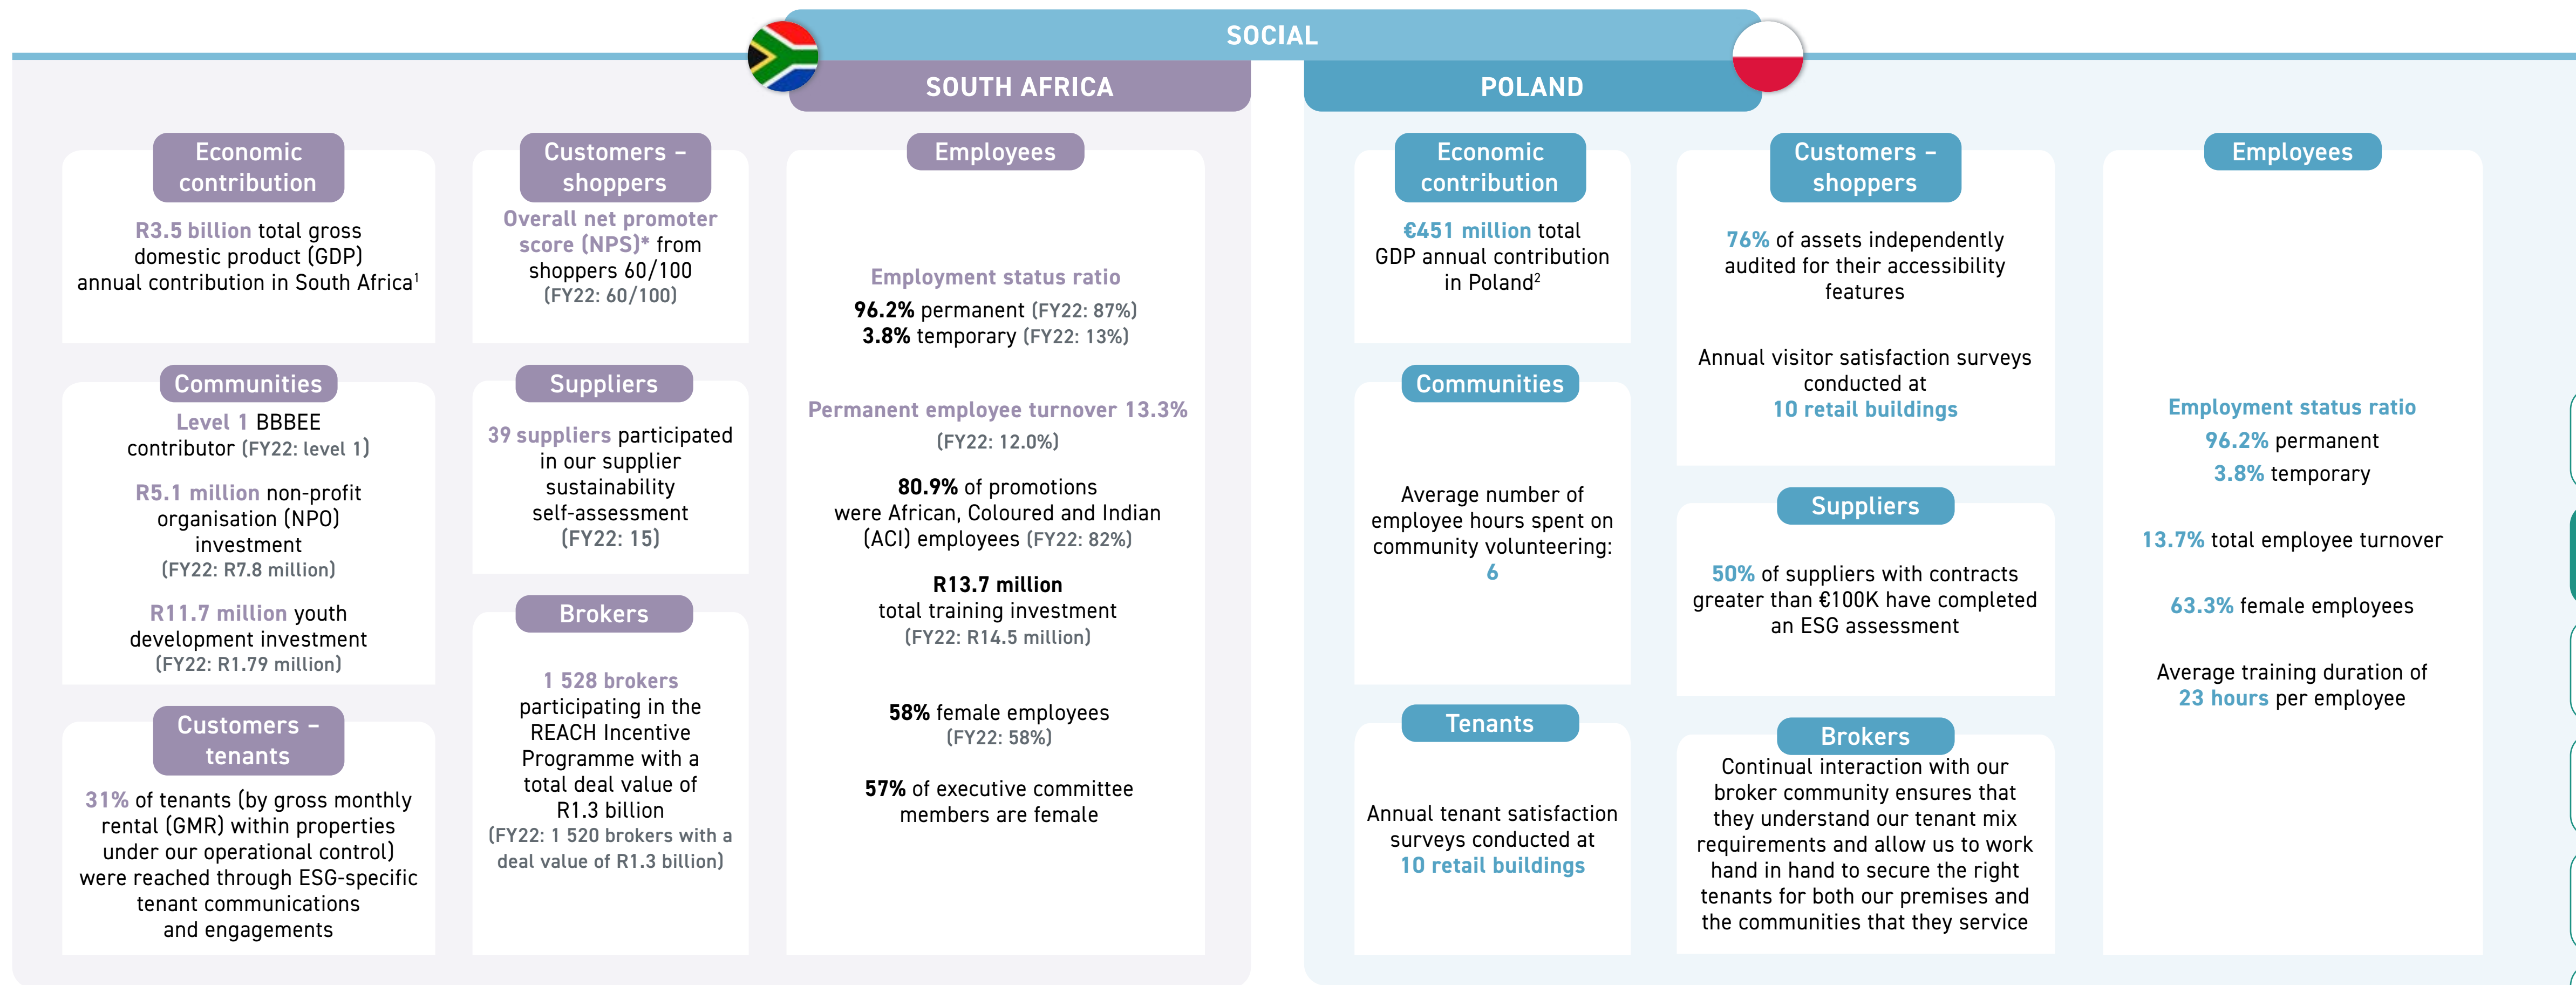 SOCIAL
SOUTH AFRICA
Economic
contribution
R3.5 billion total gross
domestic product (GDP)
annual contribution in South Africa¹
Communities
Level 1 BBBEE
contributor (FY22: level 1)
R5.1 million non-profit
organisation (NPO)
investment
(FY22: R7.8 million)
R11.7 million youth
development investment
(FY22: R1.79 million)
Customers –
tenants
31% of tenants (by gross monthly
rental (GMR) within properties
under our operational control)
were reached through ESG-specific
tenant communications
and engagements
Customers –
shoppers
Overall net promoter
score (NPS)* from
shoppers 60/100
(FY22: 60/100)
Suppliers
39 suppliers participated
in our supplier
sustainability
self-assessment
(FY22: 15)
Brokers
1 528 brokers
participating in the
REACH Incentive
Programme with a
total deal value of
R1.3 billion
(FY22: 1 520 brokers with a
deal value of R1.3 billion)
Employees
Employment status ratio
96.2% permanent (FY22: 87%)
3.8% temporary (FY22: 13%)
Permanent employee turnover 13.3%
(FY22: 12.0%)
80.9% of promotions
were African, Coloured and Indian
(ACI) employees (FY22: 82%)
R13.7 million
total training investment
(FY22: R14.5 million)
58% female employees
(FY22: 58%)
57% of executive committee
members are female
POLAND
Economic
contribution
€451 million total
GDP annual contribution
in Poland²
Communities
Average number of
employee hours spent on
community volunteering:
6
Tenants
Annual tenant satisfaction
surveys conducted at
10 retail buildings
Customers –
shoppers
76% of assets independently
audited for their accessibility
features
Annual visitor satisfaction surveys
conducted at
10 retail buildings
Suppliers
50% of suppliers with contracts
greater than €100K have completed
an ESG assessment
Brokers
Continual interaction with our
broker community ensures that
they understand our tenant mix
requirements and allow us to work
hand in hand to secure the right
tenants for both our premises and
the communities that they service
Employees
Employment status ratio
96.2% permanent
3.8% temporary
13.7% total employee turnover
63.3% female employees
Average training duration of
23 hours per employee